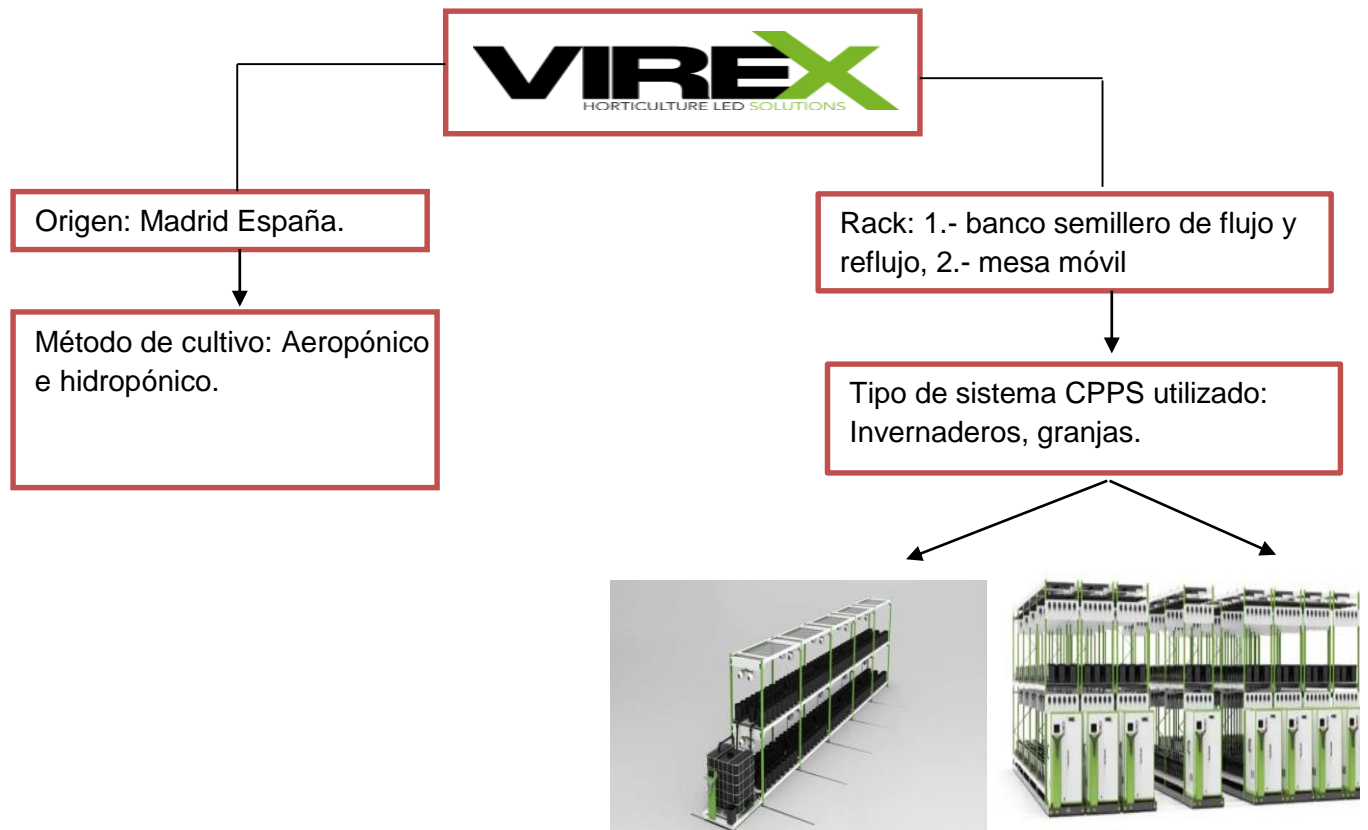 VIREX
HORTICULTURE LED SOLUTIONS
Origen: Madrid España.
Método de cultivo: Aeropónico
e hidropónico.
Rack: 1.- banco semillero de flujo y
reflujo, 2.- mesa móvil
Tipo de sistema CPPS utilizado:
Invernaderos, granjas.